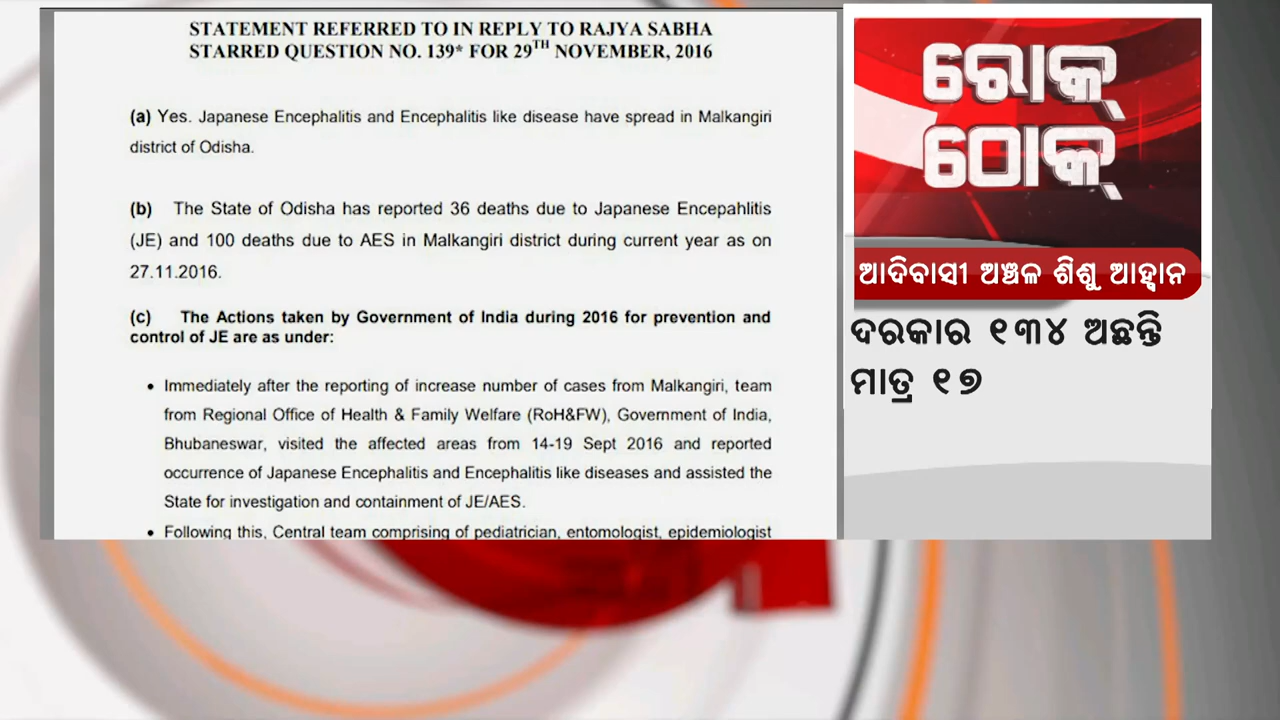 STATEMENT REFERRED TO IN REPLY TO RAJYA SABHA
STARRED QUESTION NO. 139* FOR 29TH NOVEMBER, 2016
(a) Yes. Japanese Encephalitis and Encephalitis like disease have spread in Malkangiri
district of Odisha.
(b) The State of Odisha has reported 36 deaths due to Japanese Encepahlitis
(JE) and 100 deaths due to AES in Malkangiri district during current year as on
27.11.2016.
(c) The Actions taken by Government of India during 2016 for prevention and
control of JE are as under:
• Immediately after the reporting of increase number of cases from Malkangiri, team
from Regional Office of Health & Family Welfare (RoH&FW), Government of India,
Bhubaneswar, visited the affected areas from 14-19 Sept 2016 and reported
occurrence of Japanese Encephalitis and Encephalitis like diseases and assisted the
State for investigation and containment of JE/AES.
• Following this, Central team comprising of pediatrician, entomologist, epidemiologist
ରୋକ୍
ଠୋକ୍
ଆଦିବାସୀ ଅଞ୍ଚଳ ଶିଶୁ ଆହ୍ୱାନ
ଦରକାର ୧୩୪ ଅଛନ୍ତି
ମାତ୍ର ୧୭